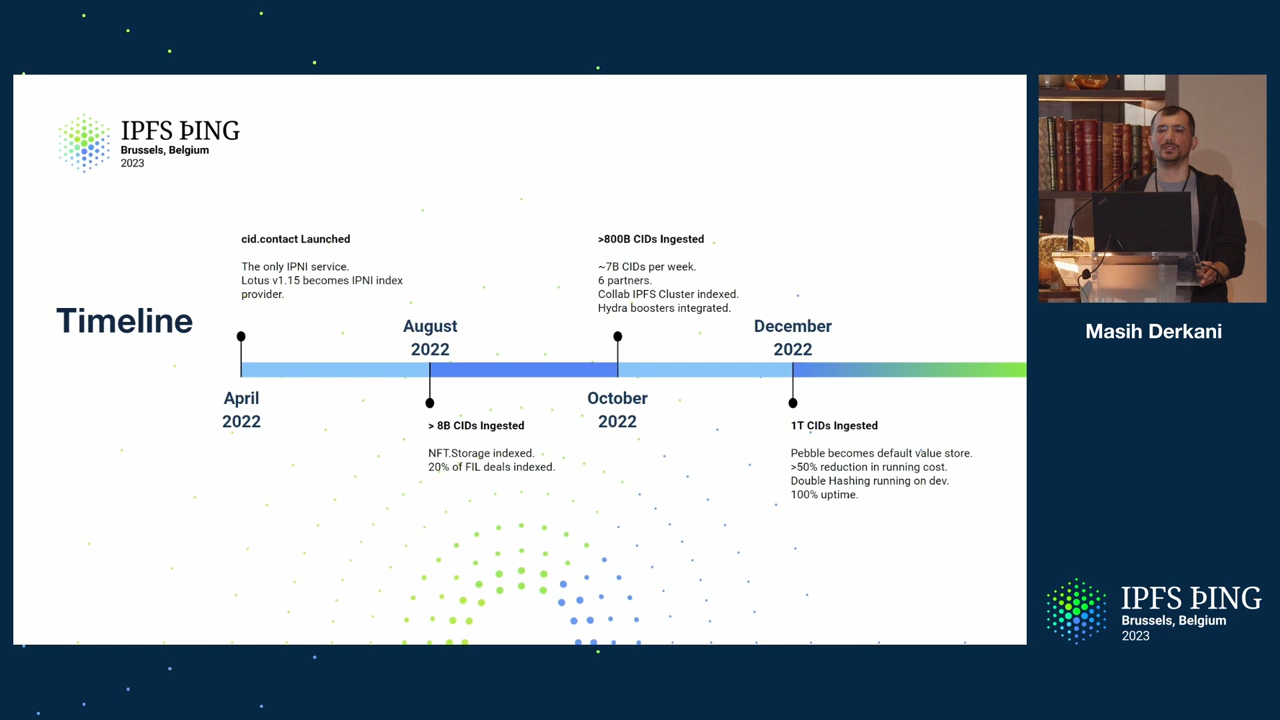 IPFS ÞING
Brussels, Belgium
2023
Timeline
cid.contact Launched
The only IPNI service.
Lotus v1.15 becomes IPNI index
provider.
April
2022
August
2022
> 8B CIDs Ingested
NFT.Storage indexed.
20% of FIL deals indexed.
>800B CIDs Ingested
~7B CIDs per week.
6 partners.
Collab IPFS Cluster indexed.
Hydra boosters integrated.
October
2022
December
2022
1T CIDs Ingested
Pebble becomes default value store.
>50% reduction in running cost.
Double Hashing running on dev.
100% uptime.
Masih Derkani
IPFS ÞING
Brussels, Belgium
2023